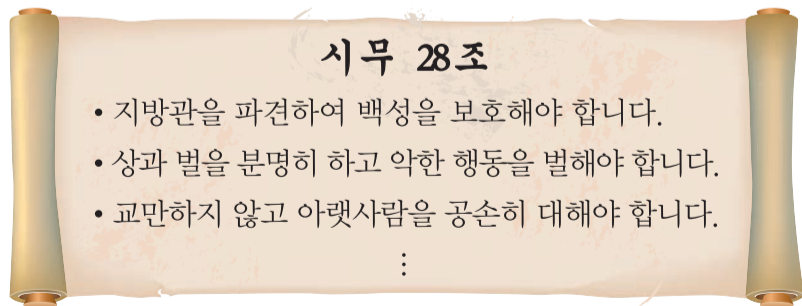 시무 28조
• 지방관을 파견하여 백성을 보호해야 합니다.
• 상과 벌을 분명히 하고 악한 행동을 벌해야 합니다.
• 교만하지 않고 아랫사람을 공손히 대해야 합니다.
⋮